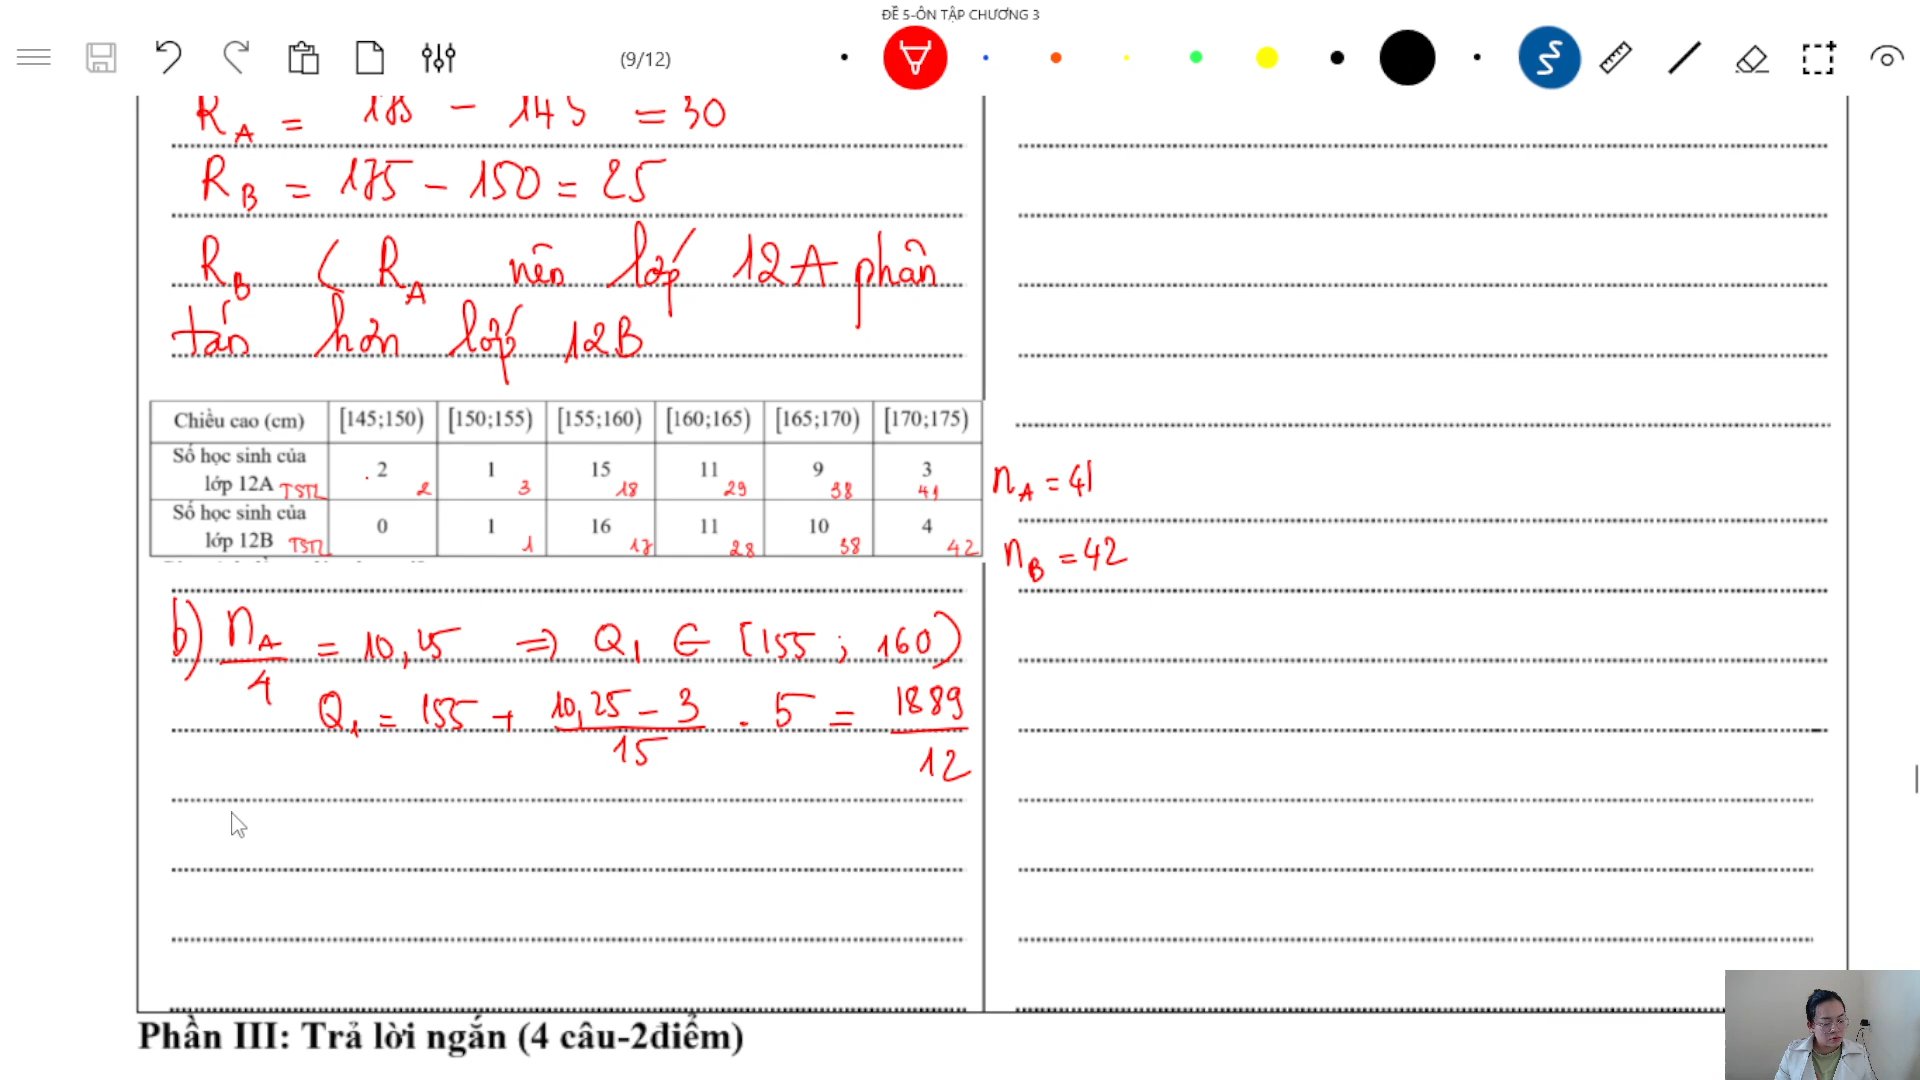 ĐỀ 5-ÔN TẬP CHƯƠNG 3
(9/12)
R_A = 175 - 145 = 30
R_B = 175 - 150 = 25
R_B < R_A nên lớp 12A phân
tán hơn lớp 12B
Chiều cao (cm) [145;150) [150;155) [155;160) [160;165) [165;170) [170;175)
Số học sinh của lớp 12A 2 1 15 11 9 3
TSTL 2 3 18 29 38 41
n_A = 41
Số học sinh của lớp 12B 0 1 16 11 10 4
TSTL 1 17 28 38 42
n_B = 42
b) n_A/4 = 10,25 => Q_1 ∈ [155 ; 160)
Q_1 = 155 + (10,25 - 3)/15 . 5 = 1889/12
Phần III: Trả lời ngắn (4 câu-2điểm)